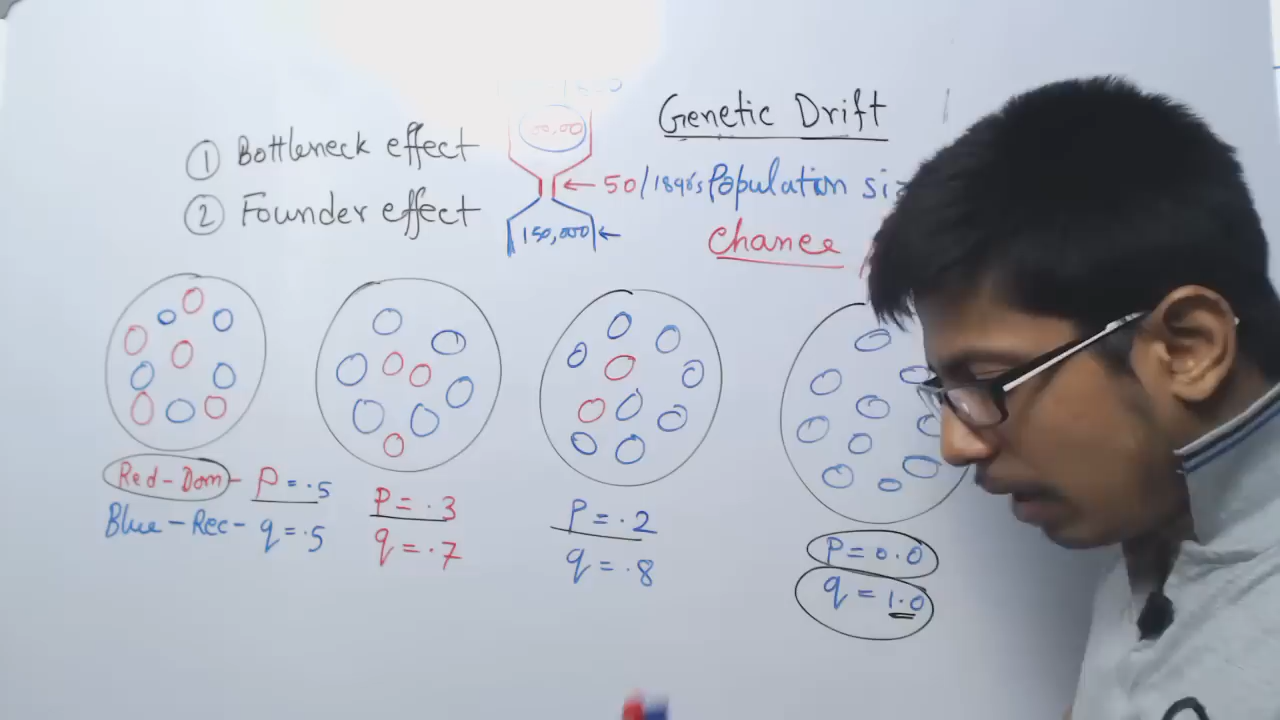 Genetic Drift
① Bottleneck effect
② Founder effect
50/1890's
Population
150,000
Chance
Red-Dom- P = .5
Blue-Rec- q = .5
P = .3
q = .7
P = .2
q = .8
P = 0.0
q = 1.0